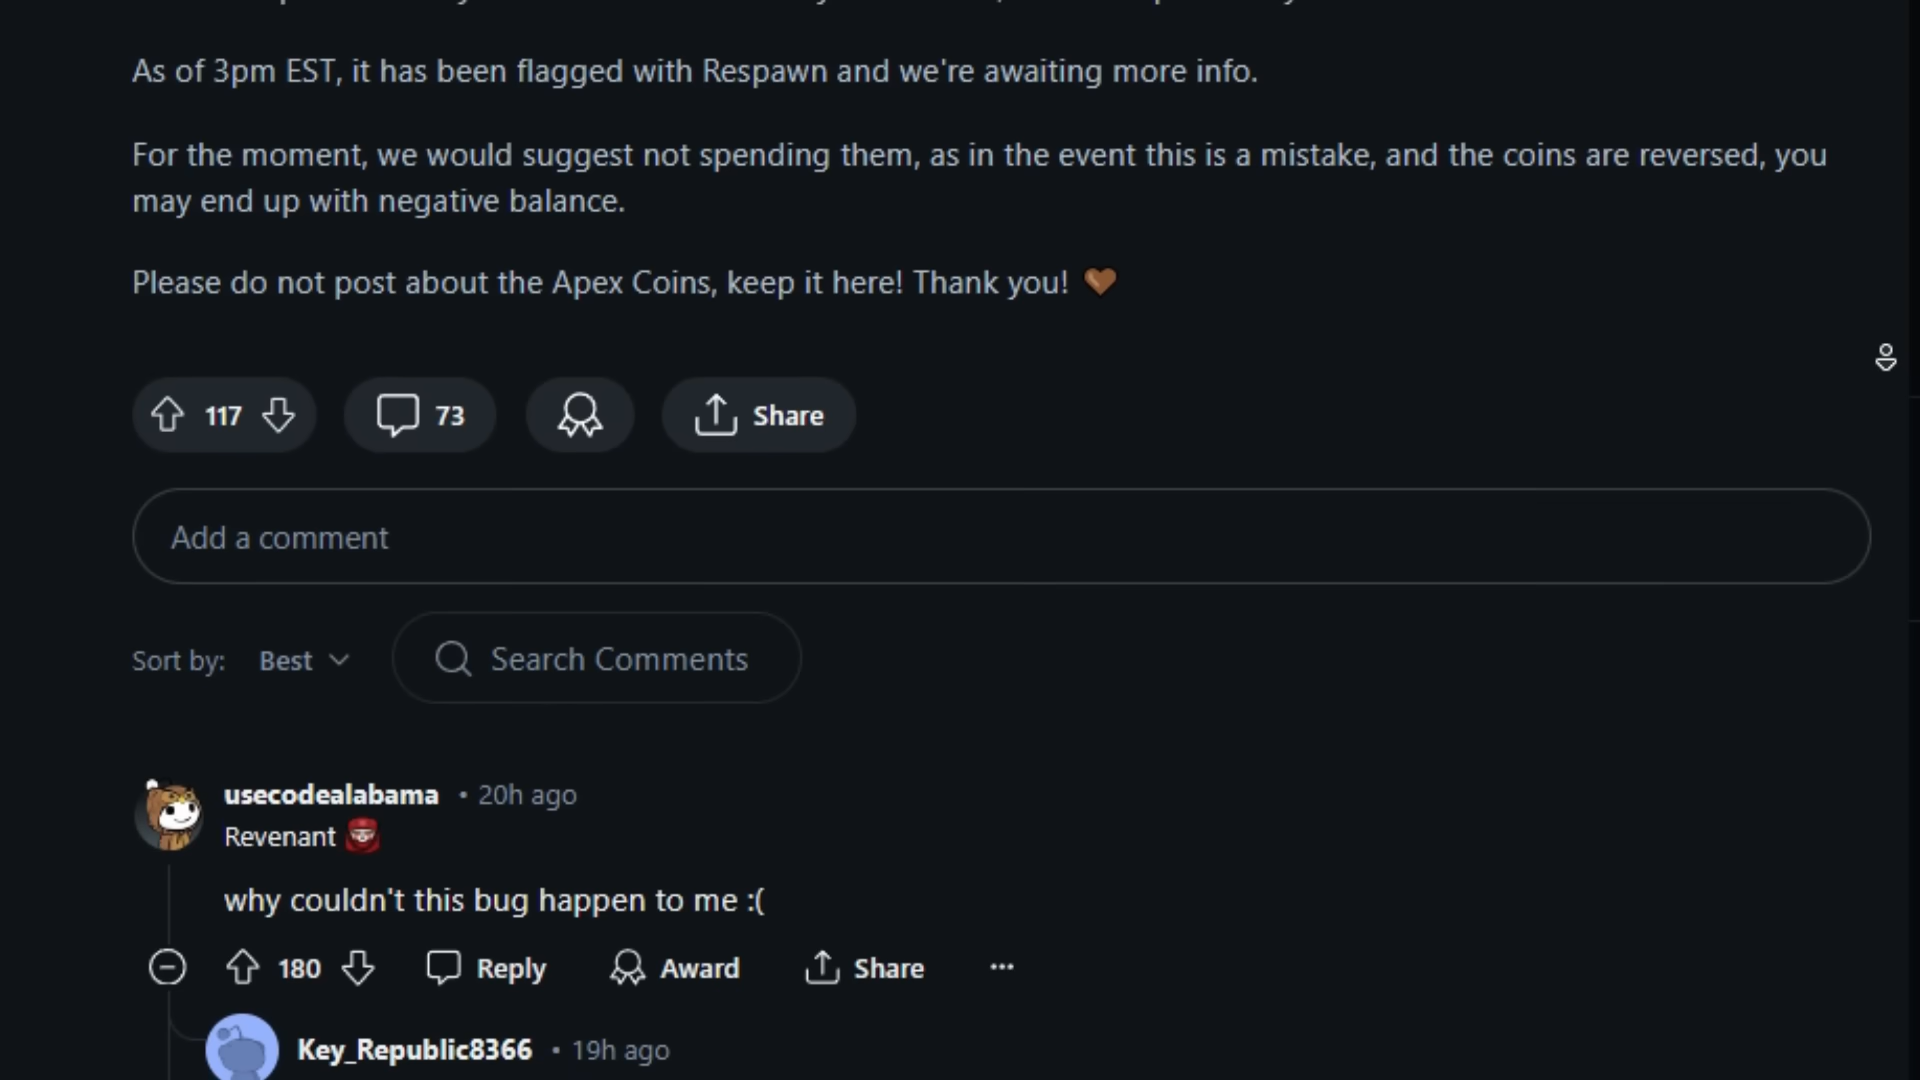 As of 3pm EST, it has been flagged with Respawn and we're awaiting more info.
For the moment, we would suggest not spending them, as in the event this is a mistake, and the coins are reversed, you
may end up with negative balance.
Please do not post about the Apex Coins, keep it here! Thank you! 🤎
117
73
Share
Add a comment
Sort by: Best
Search Comments
usecodealabama • 20h ago
Revenant
why couldn't this bug happen to me :(
180
Reply
Award
Share
...
Key_Republic8366 • 19h ago